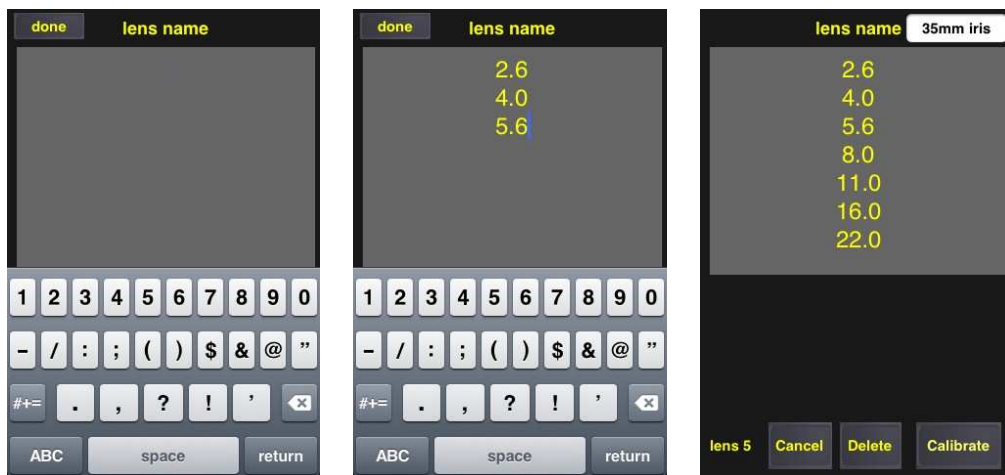 done lens name
1 2 3 4 5 6 7 8 9 0
- / : ; ( ) $ & @ "
#+= . , ? ! '
ABC space return
done lens name
2.6
4.0
5.6
1 2 3 4 5 6 7 8 9 0
- / : ; ( ) $ & @ "
#+= . , ? ! '
ABC space return
lens name 35mm iris
2.6
4.0
5.6
8.0
11.0
16.0
22.0
lens 5 Cancel Delete Calibrate